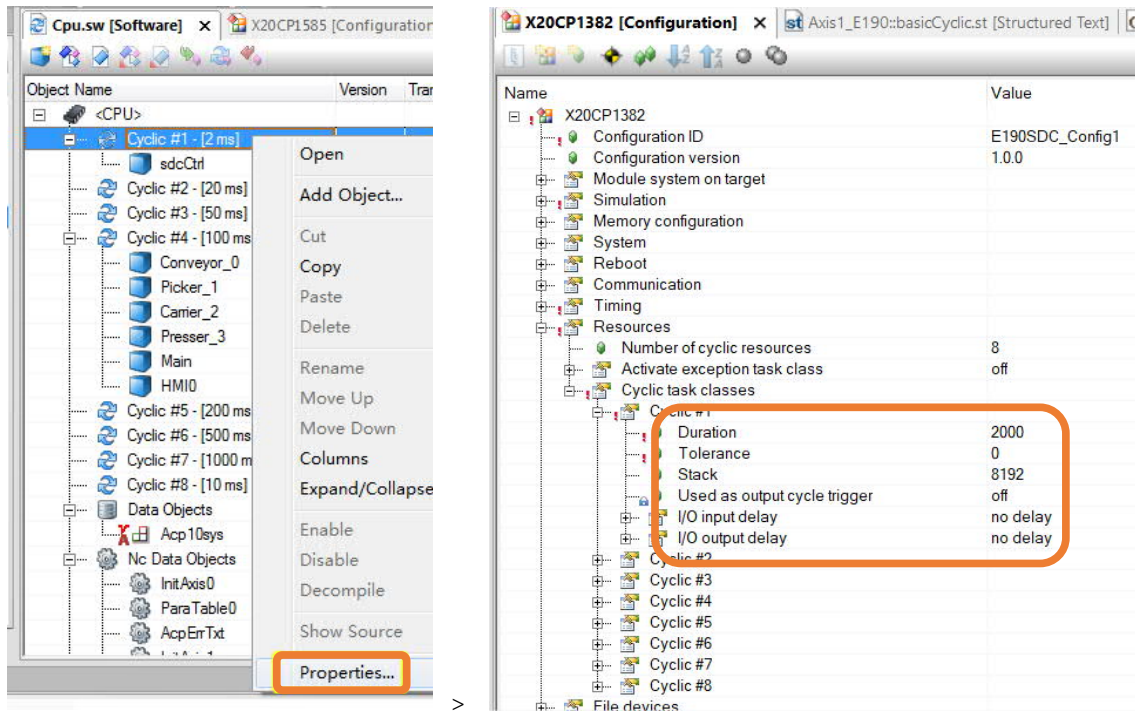 Cpu.sw [Software]
X20CP1585 [Configuration
Object Name Version Tran
<CPU>
Cyclic #1 - [2 ms]
sdcCtrl
Cyclic #2 - [20 ms]
Cyclic #3 - [50 ms]
Cyclic #4 - [100 ms
Conveyor_0
Picker_1
Carrier_2
Presser_3
Main
HMI0
Cyclic #5 - [200 ms
Cyclic #6 - [500 ms
Cyclic #7 - [1000 m
Cyclic #8 - [10 ms]
Data Objects
Acp10sys
Nc Data Objects
InitAxis0
ParaTable0
AcpErrTxt
Open
Add Object...
Cut
Copy
Paste
Delete
Rename
Move Up
Move Down
Columns
Expand/Collapse
Enable
Disable
Decompile
Show Source
Properties...
>
X20CP1382 [Configuration]
Axis1_E190::basicCyclic.st [Structured Text]
Name Value
X20CP1382
Configuration ID E190SDC_Config1
Configuration version 1.0.0
Module system on target
Simulation
Memory configuration
System
Reboot
Communication
Timing
Resources
Number of cyclic resources 8
Activate exception task class off
Cyclic task classes
Cyclic #1
Duration 2000
Tolerance 0
Stack 8192
Used as output cycle trigger off
I/O input delay no delay
I/O output delay no delay
Cyclic #2
Cyclic #3
Cyclic #4
Cyclic #5
Cyclic #6
Cyclic #7
Cyclic #8
File devices